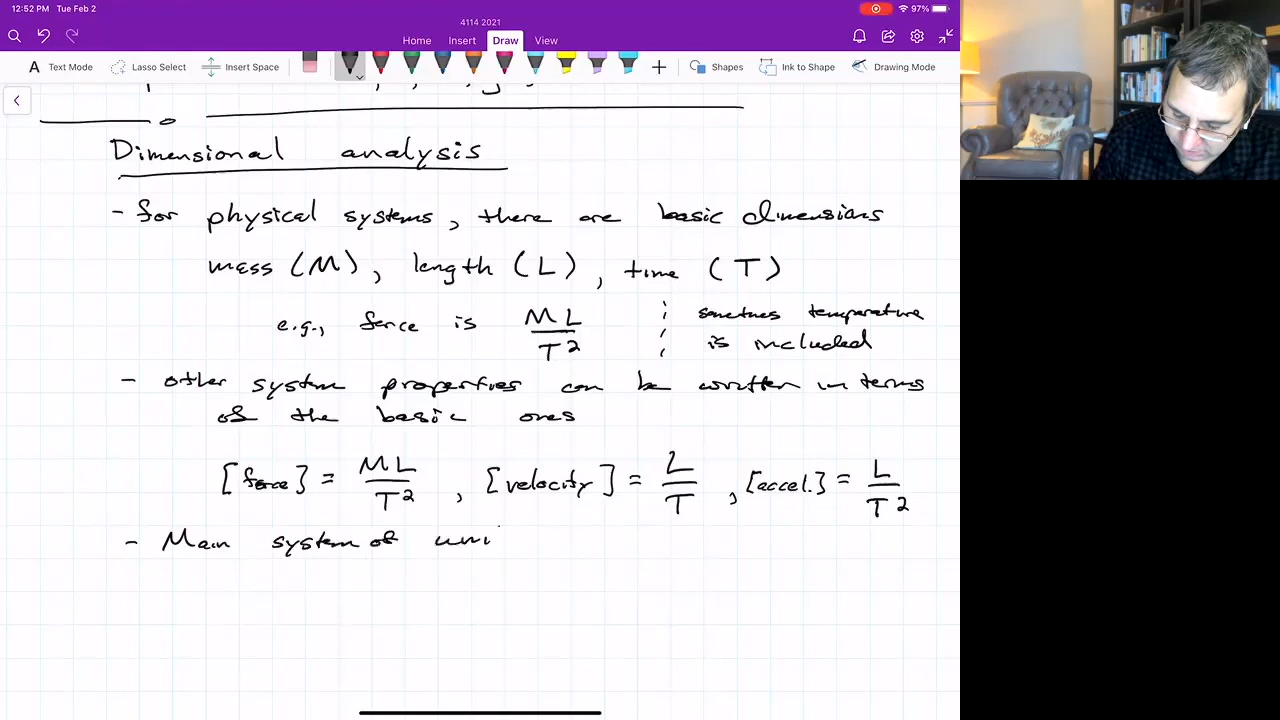 12:52 PM Tue Feb 2
97%
4114 2021
Home Insert Draw View
Text Mode Lasso Select Insert Space + Shapes Ink to Shape Drawing Mode
Dimensional analysis
- for physical systems, there are basic dimensions
mass (M), length (L), time (T)
e.g., force is ML/T²
sometimes temperature
is included
- other system properties can be written in terms
of the basic ones
[force] = ML/T², [velocity] = L/T, [accel.] = L/T²
- Main system of uni